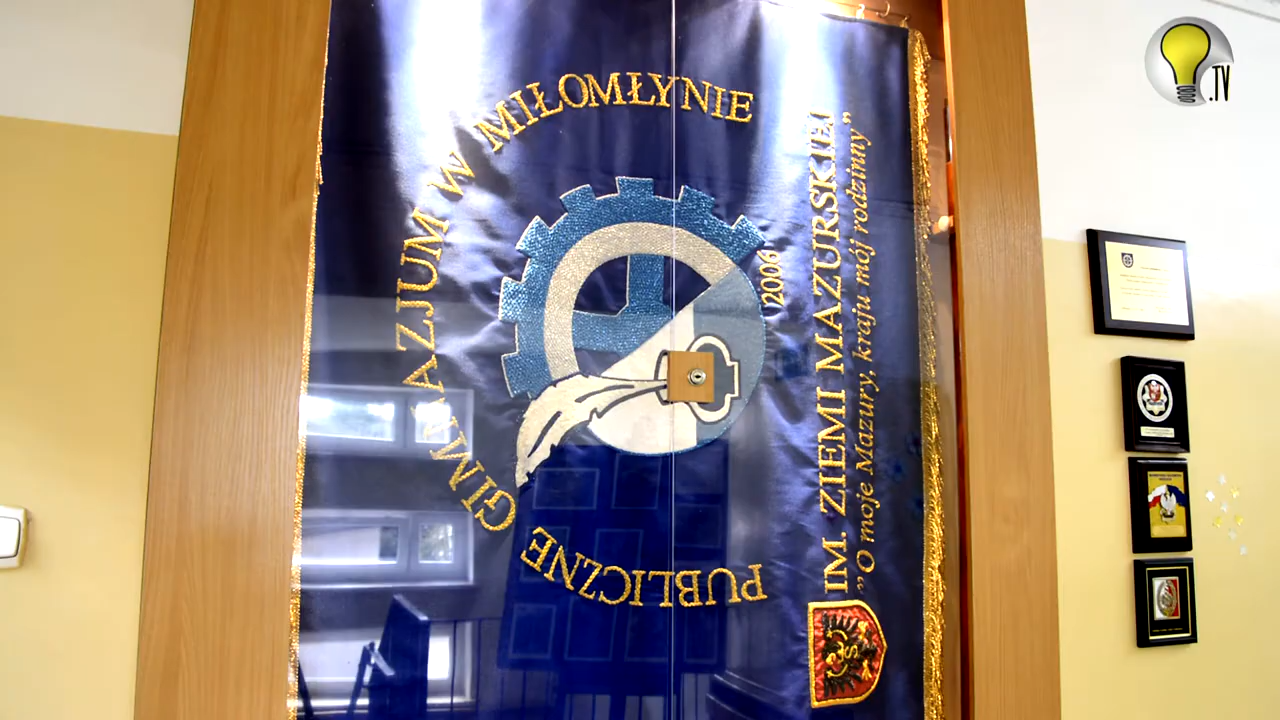 PUBLICZNE GIMNAZJUM W MIŁOMŁYNIE
2006
IM. ZIEMI MAZURSKIEJ
"O moje Mazury, kraju mój rodzinny"
.TV